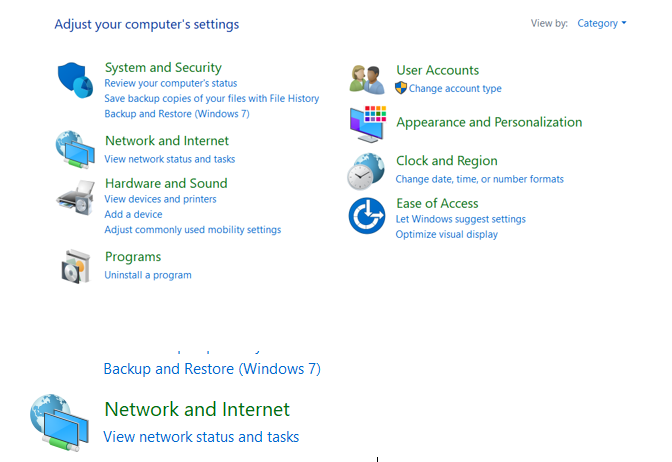 Adjust your computer's settings
View by: Category
System and Security
Review your computer's status
Save backup copies of your files with File History
Backup and Restore (Windows 7)
Network and Internet
View network status and tasks
Hardware and Sound
View devices and printers
Add a device
Adjust commonly used mobility settings
Programs
Uninstall a program
User Accounts
Change account type
Appearance and Personalization
Clock and Region
Change date, time, or number formats
Ease of Access
Let Windows suggest settings
Optimize visual display
Backup and Restore (Windows 7)
Network and Internet
View network status and tasks